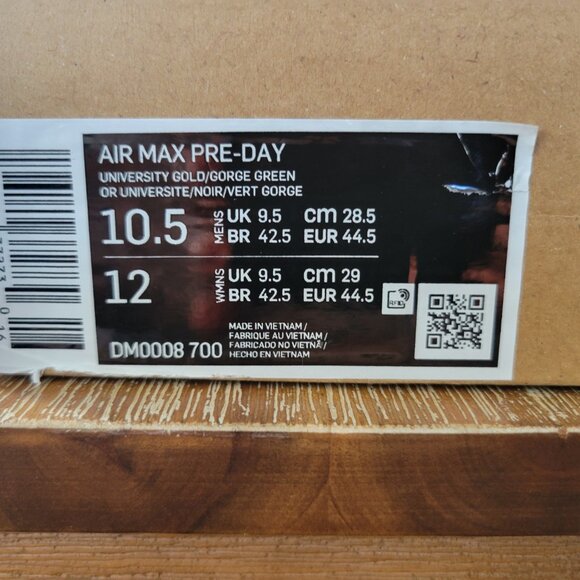 AIR MAX PRE-DAY
UNIVERSITY GOLD/GORGE GREEN
OR UNIVERSITE/NOIR/VERT GORGE
10.5 MENS UK 9.5 CM 28.5
BR 42.5 EUR 44.5
12 WMNS UK 9.5 CM 29
BR 42.5 EUR 44.5
RFID
MADE IN VIETNAM /
FABRIQUE AU VIETNAM /
FABRICADO NO VIETNÃ /
HECHO EN VIETNAM
DM0008 700